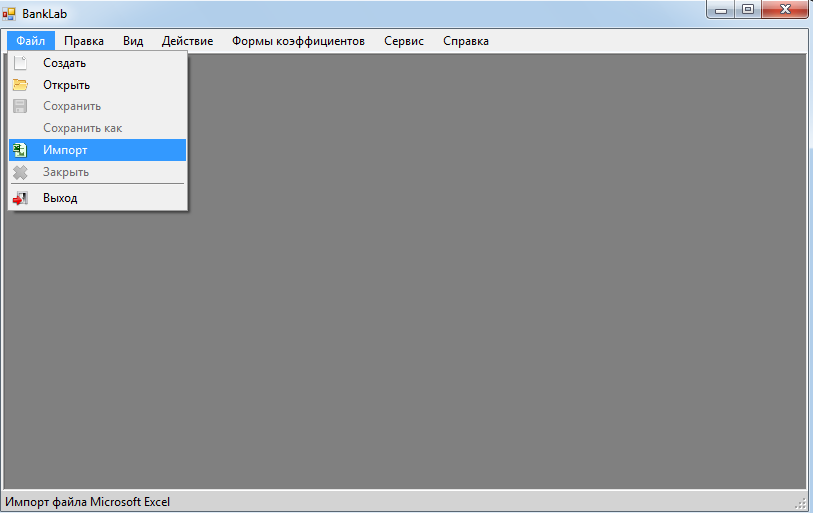 BankLab
Файл Правка Вид Действие Формы коэффициентов Сервис Справка
Создать
Открыть
Сохранить
Сохранить как
Импорт
Закрыть
Выход
Импорт файла Microsoft Excel